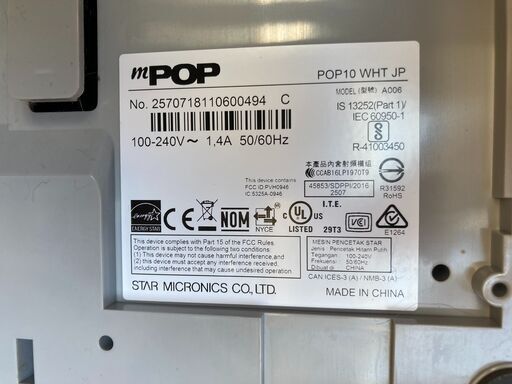 mPOP
POP10 WHT JP
MODEL (型號) A006
No. 2570718110600494 C
IS 13252(Part 1)/
IEC 60950-1
100-240V~ 1,4A 50/60Hz
R-41003450
本產品內含射頻模組
CCAB16LP1970T9
This device contains
FCC ID:PVH0946
IC:5325A-0946
45853/SDPPI/2016
2507
R31592
RoHS
I.T.E.
ENERGY STAR
CE
NOM
NYCE
C UL US
LISTED 29T3
E1264
This device complies with Part 15 of the FCC Rules.
Operation is subject to the following two conditions:
(1) This device may not cause harmful interference,and
(2) this device must accept any interference received,
including interference that may cause undesired operation.
MESIN PENCETAK STAR
Jenis : Pencetak Hitam Putih
Tegangan : 100-240V
Frekuensi : 50/60Hz
Dibuat di : CHINA
CAN ICES-3 (A) / NMB-3 (A)
STAR MICRONICS CO.,LTD.
MADE IN CHINA